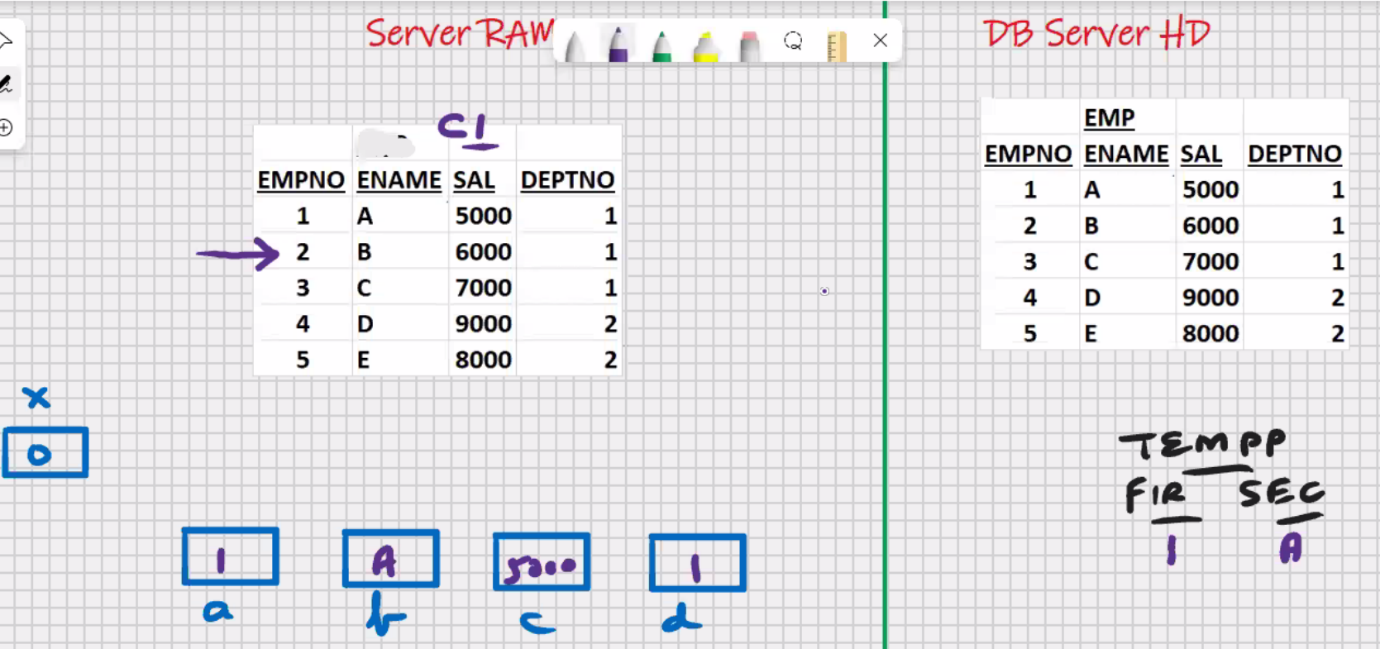 Server RAW
DB Server HD
C1
EMPNO ENAME SAL DEPTNO
1 A 5000 1
2 B 6000 1
3 C 7000 1
4 D 9000 2
5 E 8000 2
EMP
EMPNO ENAME SAL DEPTNO
1 A 5000 1
2 B 6000 1
3 C 7000 1
4 D 9000 2
5 E 8000 2
x
0
1 A 5000 1
a b c d
TEMPP
FIR SEC
1 A